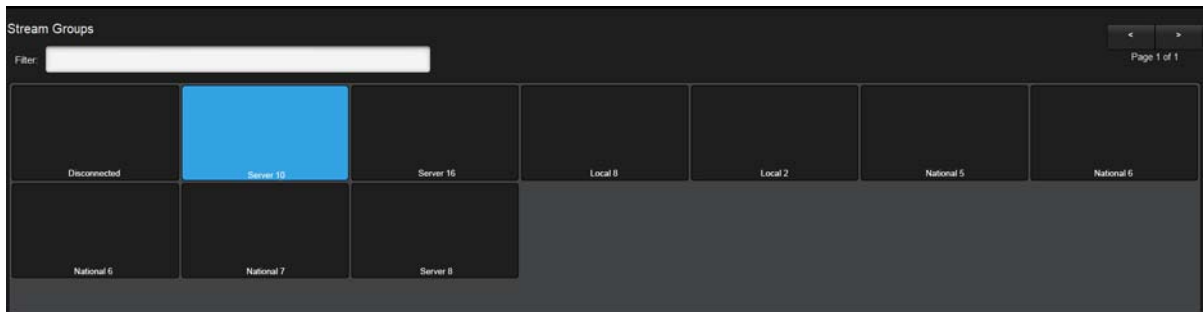 Stream Groups
< >
Filter:
Page 1 of 1
Disconnected
Server 10
Server 16
Local 8
Local 2
National 5
National 6
National 6
National 7
Server 8